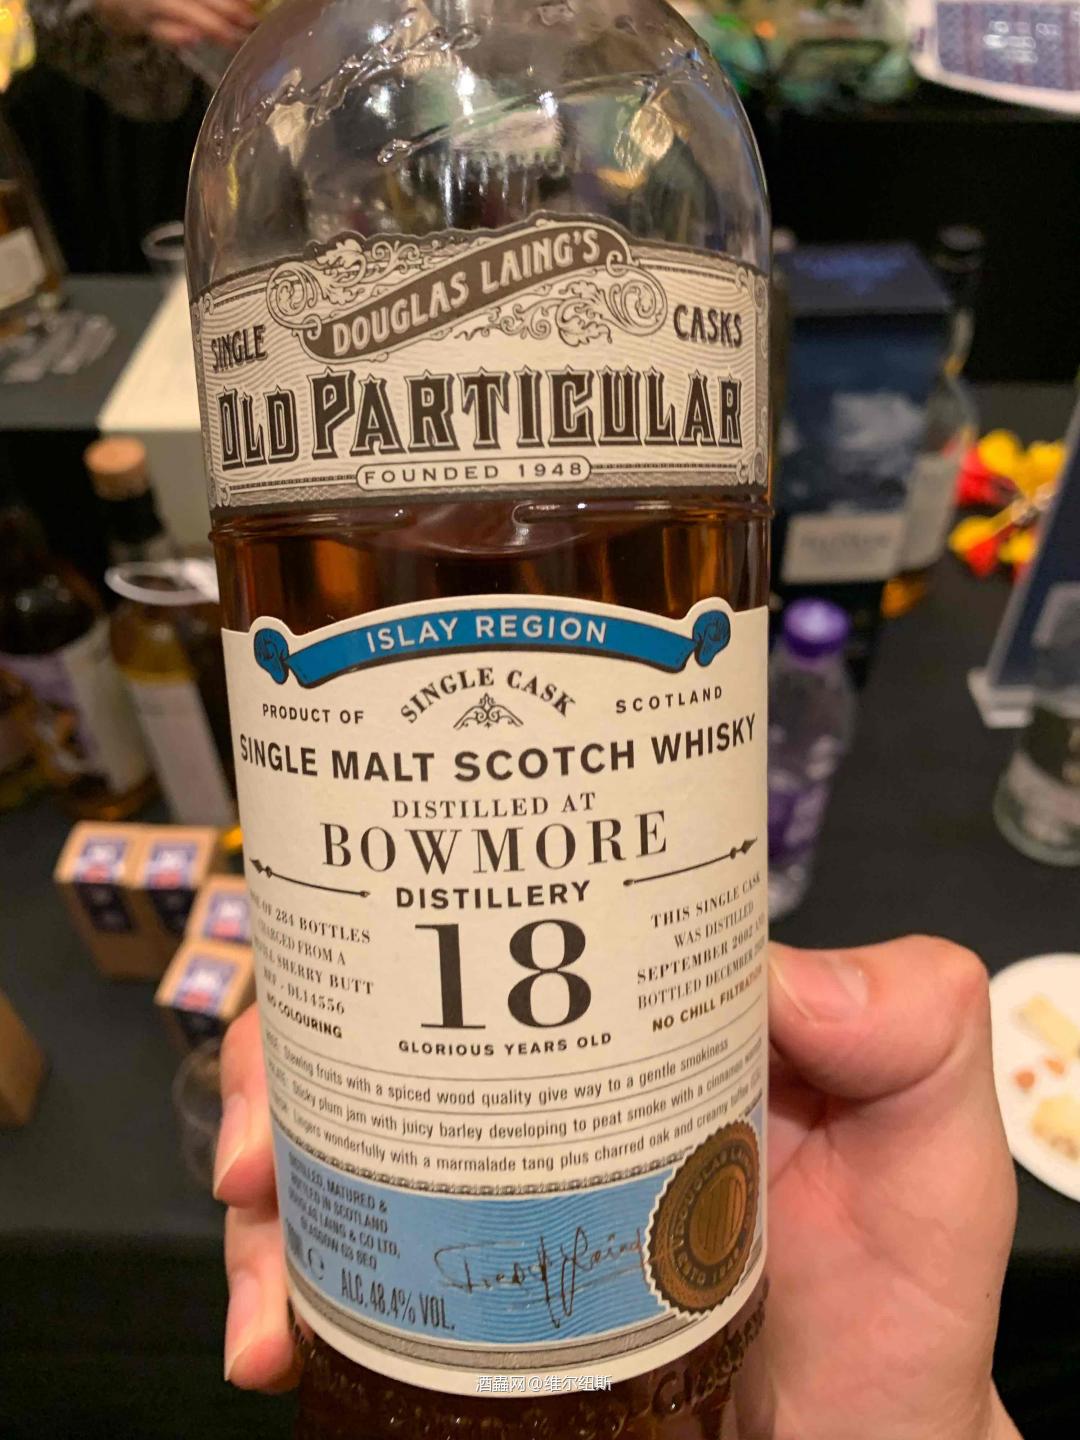 DOUGLAS LAING'S
SINGLE CASKS
OLD PARTICULAR
FOUNDED 1948
ISLAY REGION
SINGLE CASK
PRODUCT OF SCOTLAND
SINGLE MALT SCOTCH WHISKY
DISTILLED AT
BOWMORE
DISTILLERY
OF 284 BOTTLES
FROM A
SHERRY BUTT
DL14556
NO COLOURING
18
GLORIOUS YEARS OLD
THIS SINGLE CASK
WAS DISTILLED
SEPTEMBER 2002
BOTTLED DECEMBER
NO CHILL FILTRATION
Stewing fruits with a spiced wood quality give way to a gentle smokiness
Sticky plum jam with juicy barley developing to peat smoke with a cinnamon
Lingers wonderfully with a marmalade tang plus charred oak and creamy toffee
DISTILLED, MATURED &
BOTTLED IN SCOTLAND
DOUGLAS LAING & CO LTD,
GLASGOW G3 8EQ
ALC. 48.4% VOL.
酒蟲网@维尔纽斯